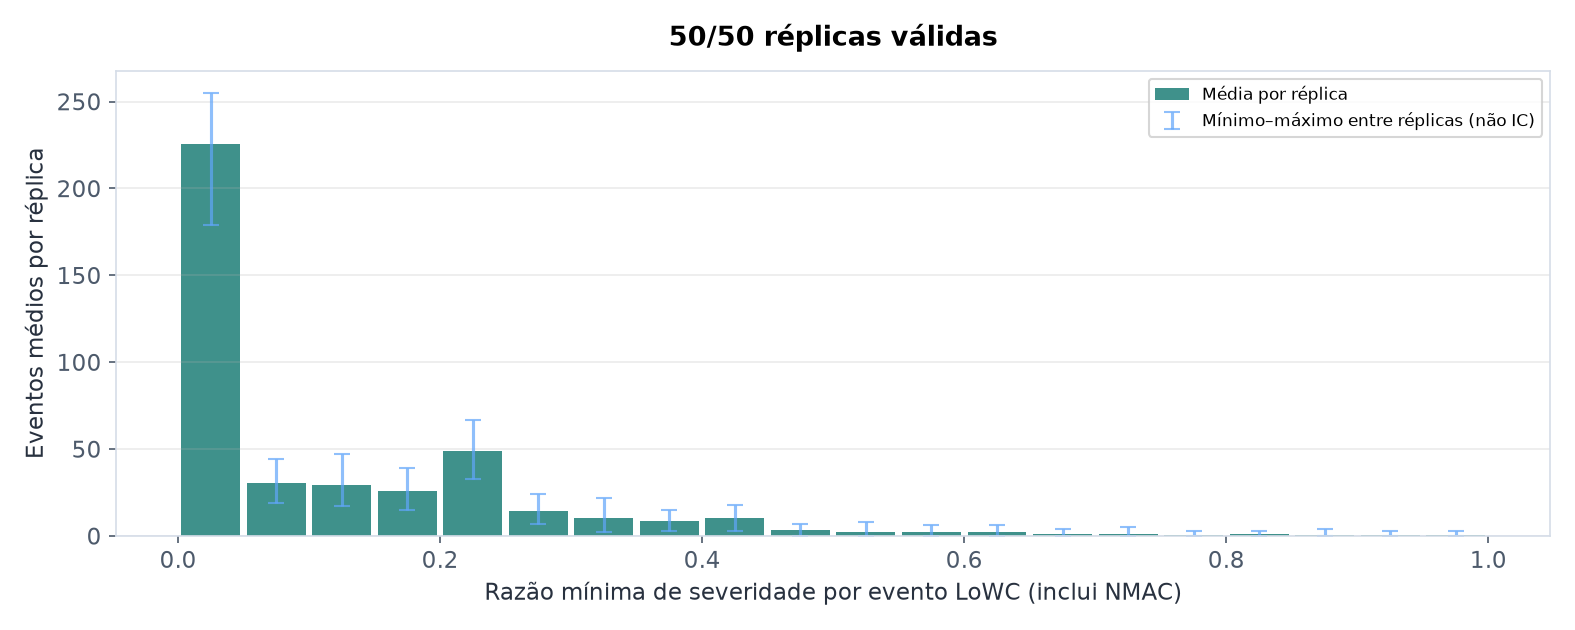 50/50 réplicas válidas
Média por réplica
Mínimo–máximo entre réplicas (não IC)
Eventos médios por réplica
250
200
150
100
50
0
0.0 0.2 0.4 0.6 0.8 1.0
Razão mínima de severidade por evento LoWC (inclui NMAC)